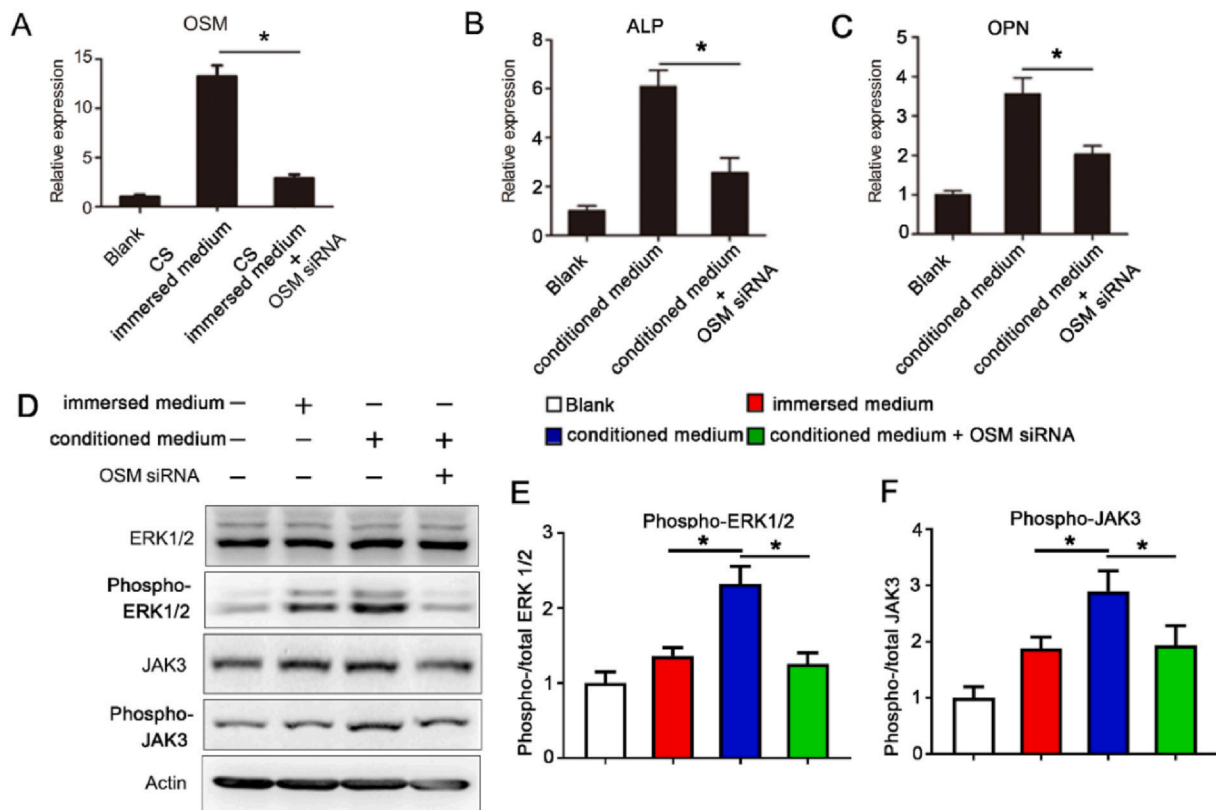 A
OSM
*
Relative expression
15
10
5
0
Blank
CS
immersed medium
CS
immersed medium
+
OSM siRNA
B
ALP
*
Relative expression
8
6
4
2
0
Blank
conditioned medium
conditioned medium
+
OSM siRNA
C
OPN
*
Relative expression
5
4
3
2
1
0
Blank
conditioned medium
conditioned medium
+
OSM siRNA
D
immersed medium – + – –
conditioned medium – – + +
OSM siRNA – – – +
ERK1/2
Phospho-
ERK1/2
JAK3
Phospho-
JAK3
Actin
Blank
immersed medium
conditioned medium
conditioned medium + OSM siRNA
E
Phospho-ERK1/2
* *
Phospho-/total ERK 1/2
3
2
1
0
F
Phospho-JAK3
* *
Phospho-/total JAK3
4
3
2
1
0